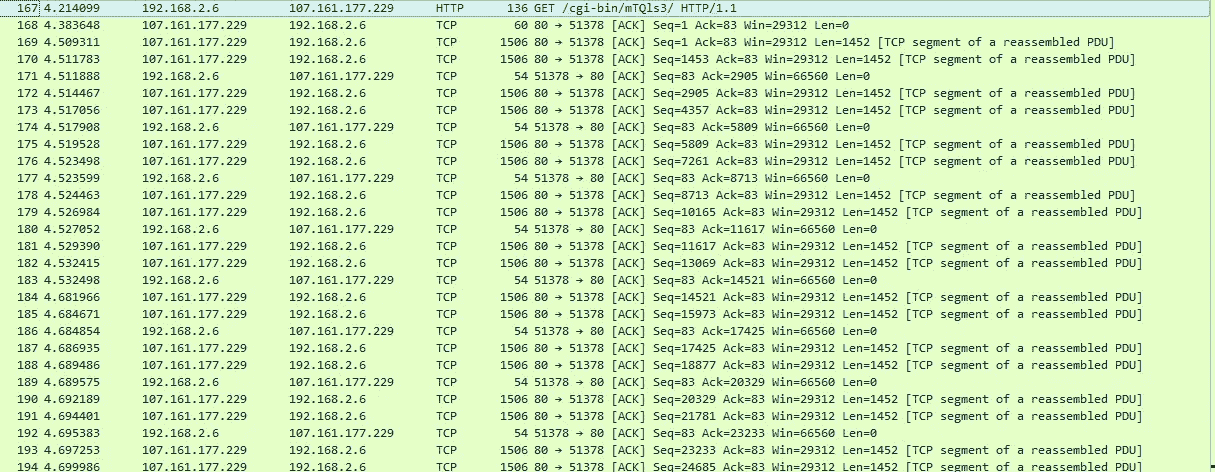 167 4.214099 192.168.2.6 107.161.177.229 HTTP 136 GET /cgi-bin/mTQls3/ HTTP/1.1
168 4.383648 107.161.177.229 192.168.2.6 TCP 60 80 → 51378 [ACK] Seq=1 Ack=83 Win=29312 Len=0
169 4.509311 107.161.177.229 192.168.2.6 TCP 1506 80 → 51378 [ACK] Seq=1 Ack=83 Win=29312 Len=1452 [TCP segment of a reassembled PDU]
170 4.511783 107.161.177.229 192.168.2.6 TCP 1506 80 → 51378 [ACK] Seq=1453 Ack=83 Win=29312 Len=1452 [TCP segment of a reassembled PDU]
171 4.511888 192.168.2.6 107.161.177.229 TCP 54 51378 → 80 [ACK] Seq=83 Ack=2905 Win=66560 Len=0
172 4.514467 107.161.177.229 192.168.2.6 TCP 1506 80 → 51378 [ACK] Seq=2905 Ack=83 Win=29312 Len=1452 [TCP segment of a reassembled PDU]
173 4.517056 107.161.177.229 192.168.2.6 TCP 1506 80 → 51378 [ACK] Seq=4357 Ack=83 Win=29312 Len=1452 [TCP segment of a reassembled PDU]
174 4.517908 192.168.2.6 107.161.177.229 TCP 54 51378 → 80 [ACK] Seq=83 Ack=5809 Win=66560 Len=0
175 4.519528 107.161.177.229 192.168.2.6 TCP 1506 80 → 51378 [ACK] Seq=5809 Ack=83 Win=29312 Len=1452 [TCP segment of a reassembled PDU]
176 4.523498 107.161.177.229 192.168.2.6 TCP 1506 80 → 51378 [ACK] Seq=7261 Ack=83 Win=29312 Len=1452 [TCP segment of a reassembled PDU]
177 4.523599 192.168.2.6 107.161.177.229 TCP 54 51378 → 80 [ACK] Seq=83 Ack=8713 Win=66560 Len=0
178 4.524463 107.161.177.229 192.168.2.6 TCP 1506 80 → 51378 [ACK] Seq=8713 Ack=83 Win=29312 Len=1452 [TCP segment of a reassembled PDU]
179 4.526984 107.161.177.229 192.168.2.6 TCP 1506 80 → 51378 [ACK] Seq=10165 Ack=83 Win=29312 Len=1452 [TCP segment of a reassembled PDU]
180 4.527052 192.168.2.6 107.161.177.229 TCP 54 51378 → 80 [ACK] Seq=83 Ack=11617 Win=66560 Len=0
181 4.529390 107.161.177.229 192.168.2.6 TCP 1506 80 → 51378 [ACK] Seq=11617 Ack=83 Win=29312 Len=1452 [TCP segment of a reassembled PDU]
182 4.532415 107.161.177.229 192.168.2.6 TCP 1506 80 → 51378 [ACK] Seq=13069 Ack=83 Win=29312 Len=1452 [TCP segment of a reassembled PDU]
183 4.532498 192.168.2.6 107.161.177.229 TCP 54 51378 → 80 [ACK] Seq=83 Ack=14521 Win=66560 Len=0
184 4.681966 107.161.177.229 192.168.2.6 TCP 1506 80 → 51378 [ACK] Seq=14521 Ack=83 Win=29312 Len=1452 [TCP segment of a reassembled PDU]
185 4.684671 107.161.177.229 192.168.2.6 TCP 1506 80 → 51378 [ACK] Seq=15973 Ack=83 Win=29312 Len=1452 [TCP segment of a reassembled PDU]
186 4.684854 192.168.2.6 107.161.177.229 TCP 54 51378 → 80 [ACK] Seq=83 Ack=17425 Win=66560 Len=0
187 4.686935 107.161.177.229 192.168.2.6 TCP 1506 80 → 51378 [ACK] Seq=17425 Ack=83 Win=29312 Len=1452 [TCP segment of a reassembled PDU]
188 4.689486 107.161.177.229 192.168.2.6 TCP 1506 80 → 51378 [ACK] Seq=18877 Ack=83 Win=29312 Len=1452 [TCP segment of a reassembled PDU]
189 4.689575 192.168.2.6 107.161.177.229 TCP 54 51378 → 80 [ACK] Seq=83 Ack=20329 Win=66560 Len=0
190 4.692189 107.161.177.229 192.168.2.6 TCP 1506 80 → 51378 [ACK] Seq=20329 Ack=83 Win=29312 Len=1452 [TCP segment of a reassembled PDU]
191 4.694401 107.161.177.229 192.168.2.6 TCP 1506 80 → 51378 [ACK] Seq=21781 Ack=83 Win=29312 Len=1452 [TCP segment of a reassembled PDU]
192 4.695383 192.168.2.6 107.161.177.229 TCP 54 51378 → 80 [ACK] Seq=83 Ack=23233 Win=66560 Len=0
193 4.697253 107.161.177.229 192.168.2.6 TCP 1506 80 → 51378 [ACK] Seq=23233 Ack=83 Win=29312 Len=1452 [TCP segment of a reassembled PDU]
194 4.699986 107.161.177.229 192.168.2.6 TCP 1506 80 → 51378 [ACK] Seq=24685 Ack=83 Win=29312 Len=1452 [TCP segment of a reassembled PDU]